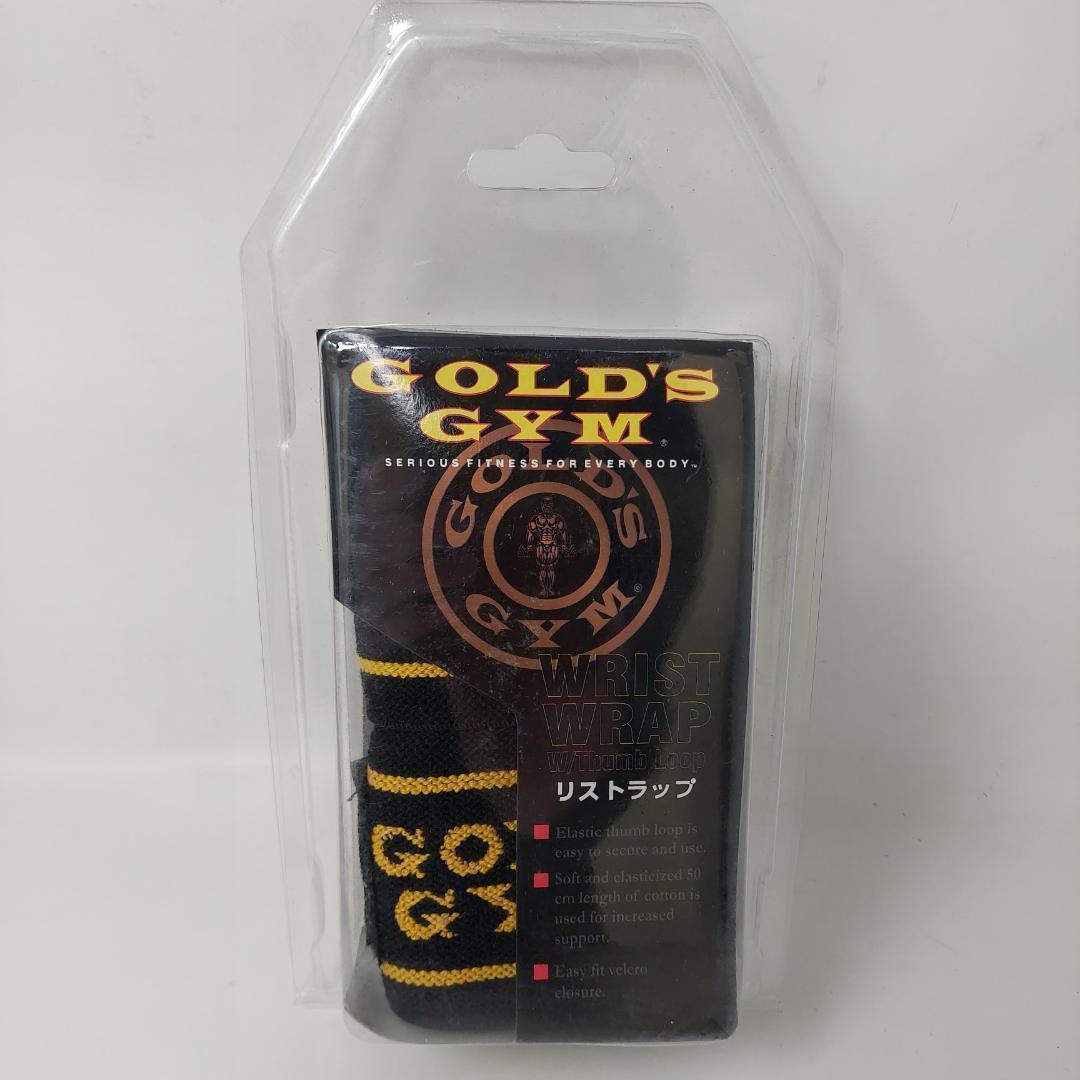 GOLD'S
GYM®
SERIOUS FITNESS FOR EVERY BODY™
GOLD'S
GYM®
WRIST
WRAP
W/Thumb Loop
リストラップ
Elastic thumb loop is
easy to secure and use.
Soft and elasticized 50
cm length of cotton is
used for increased
support.
Easy fit velcro
closure.
GO
G